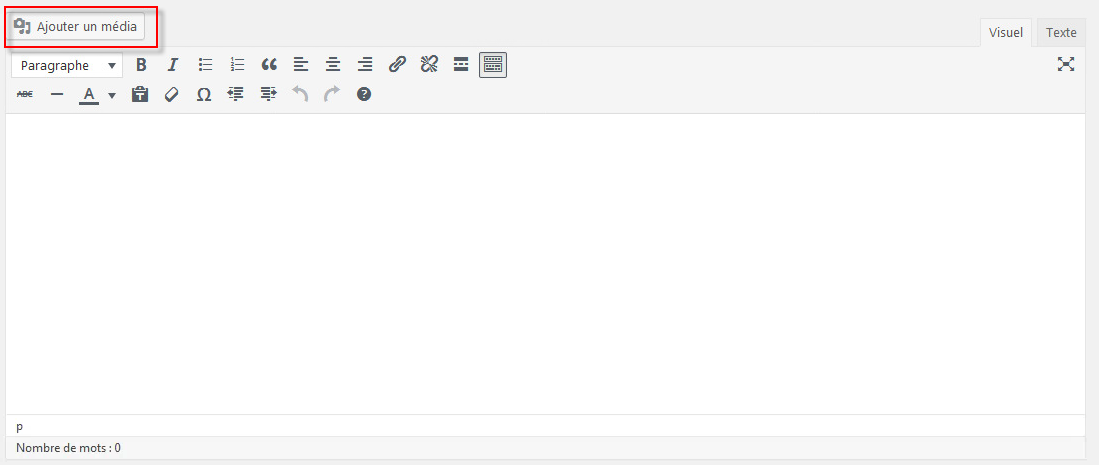 Ajouter un média
Visuel Texte
Paragraphe B I
ABC A T Ω ?
p
Nombre de mots : 0